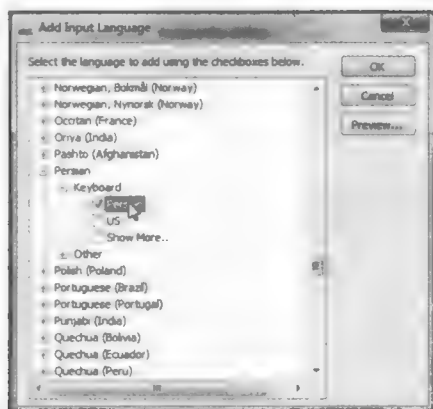 Add Input Language
Select the language to add using the checkboxes below.
Norwegian, Bokmål (Norway)
Norwegian, Nynorsk (Norway)
Occitan (France)
Oriya (India)
Pashto (Afghanistan)
Persian
Keyboard
US
Show More..
Other
Polish (Poland)
Portuguese (Brazil)
Portuguese (Portugal)
Punjabi (India)
Quechua (Bolivia)
Quechua (Ecuador)
Quechua (Peru)
OK
Cancel
Preview...